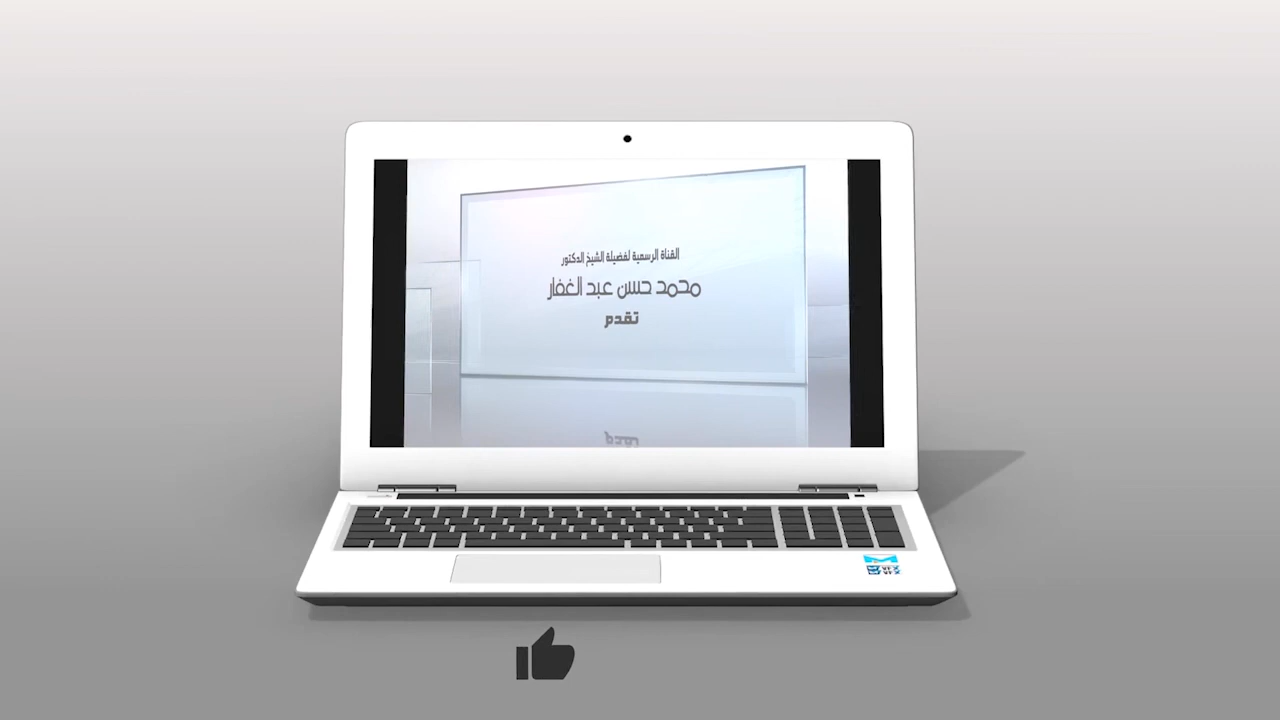 القناة الرسمية لفضيلة الشيخ الدكتور
محمد حسن عبد الغفار
تقدم